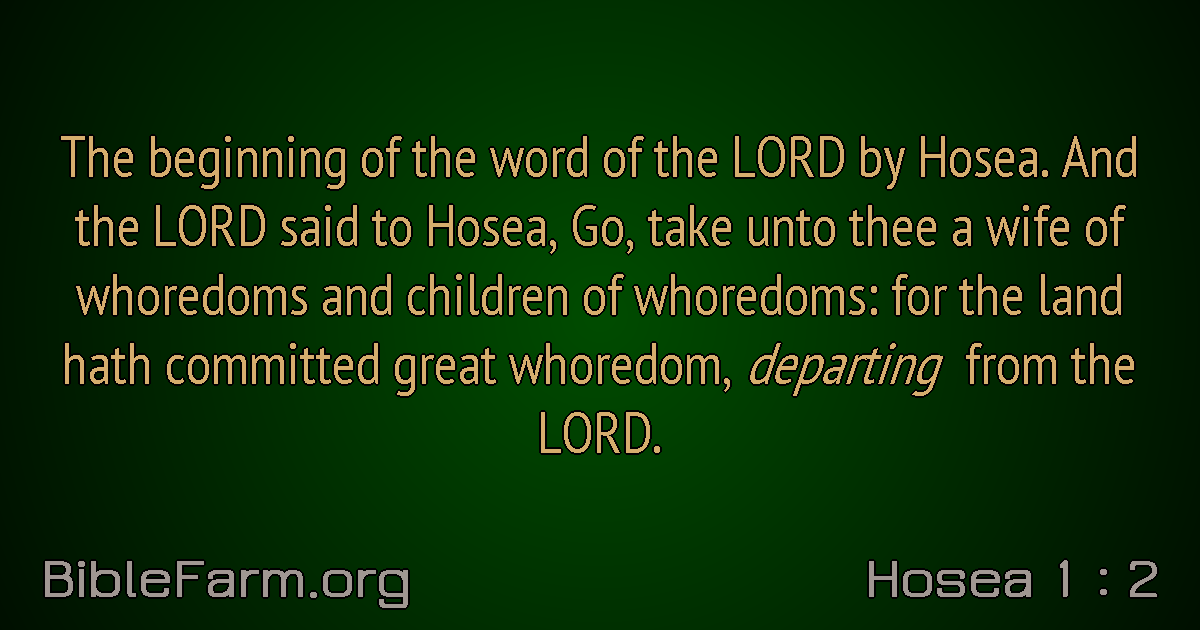 The beginning of the word of the LORD by Hosea. And
the LORD said to Hosea, Go, take unto thee a wife of
whoredoms and children of whoredoms: for the land
hath committed great whoredom, departing from the
LORD.
BibleFarm.org
Hosea 1 : 2